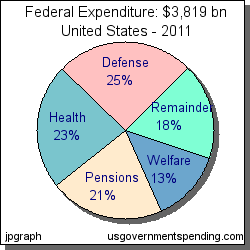 Federal Expenditure: $3,819 bn
United States - 2011
Defense
25%
Health
23%
Remainder
18%
Welfare
13%
Pensions
21%
jpgraph
usgovernmentspending.com